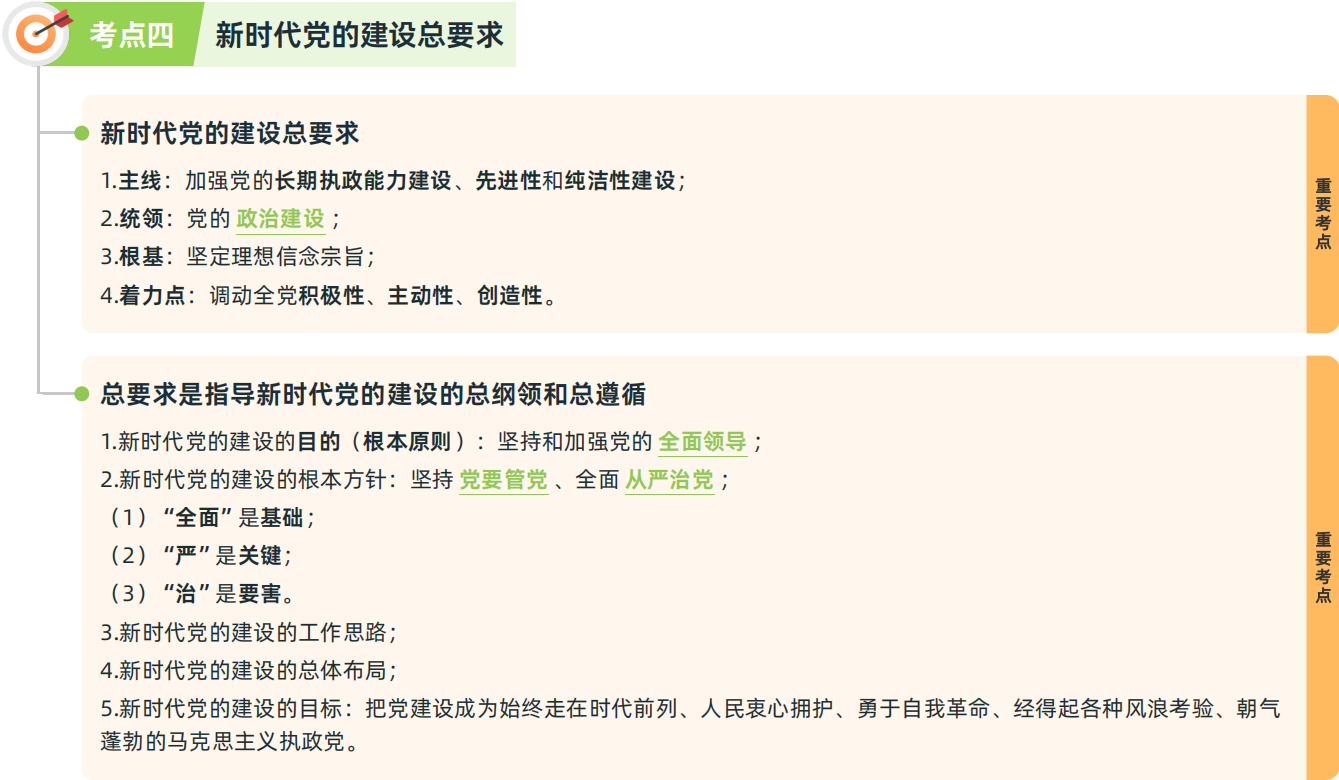 考点四 新时代党的建设总要求
新时代党的建设总要求
1.主线：加强党的长期执政能力建设、先进性和纯洁性建设；
2.统领：党的 政治建设 ；
3.根基：坚定理想信念宗旨；
4.着力点：调动全党积极性、主动性、创造性。
重要考点
总要求是指导新时代党的建设的总纲领和总遵循
1.新时代党的建设的目的（根本原则）：坚持和加强党的 全面领导 ；
2.新时代党的建设的根本方针：坚持 党要管党 、全面 从严治党 ；
（1）“全面”是基础；
（2）“严”是关键；
（3）“治”是要害。
3.新时代党的建设的工作思路；
4.新时代党的建设的总体布局；
5.新时代党的建设的目标：把党建设成为始终走在时代前列、人民衷心拥护、勇于自我革命、经得起各种风浪考验、朝气
蓬勃的马克思主义执政党。
重要考点